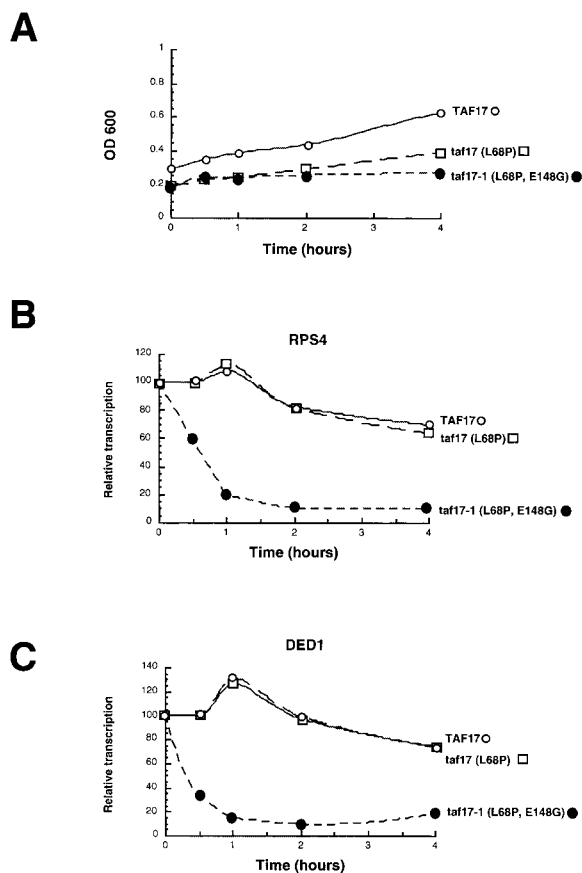 A
1
0.8
0.6
0.4
0.2
0
OD 600
TAF17
taf17 (L68P)
taf17-1 (L68P, E148G)
0 1 2 3 4
Time (hours)
B
RPS4
120
100
80
60
40
20
0
Relative transcription
TAF17
taf17 (L68P)
taf17-1 (L68P, E148G)
0 1 2 3 4
Time (hours)
C
DED1
140
120
100
80
60
40
20
0
Relative transcription
TAF17
taf17 (L68P)
taf17-1 (L68P, E148G)
0 1 2 3 4
Time (hours)